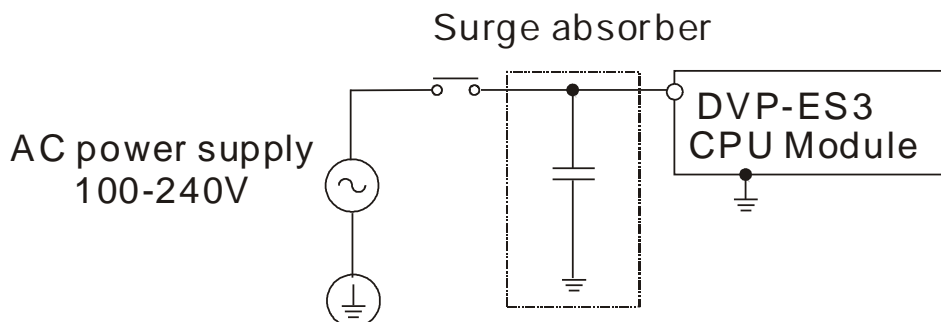 Surge absorber
DVP-ES3
CPU Module
AC power supply
100-240V